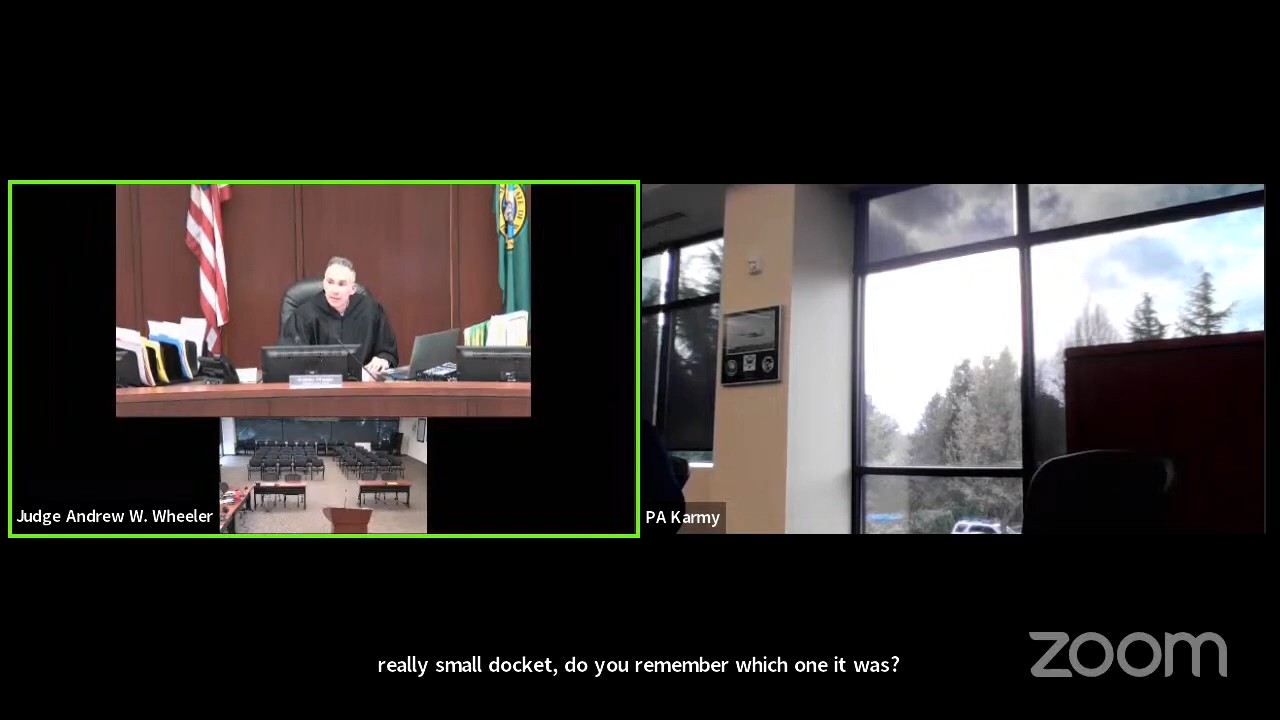 Judge Andrew W. Wheeler
PA Karmy
really small docket, do you remember which one it was?
zoom